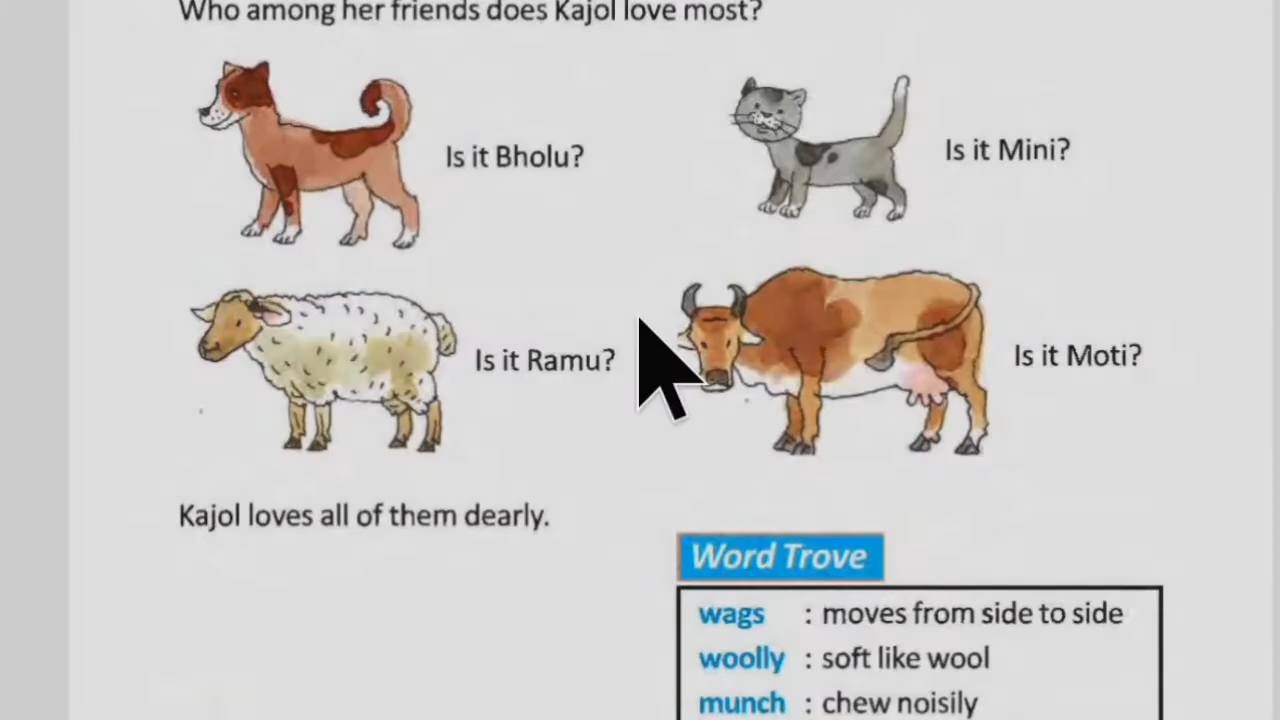 Who among her friends does Kajol love most?
Is it Bholu?
Is it Mini?
Is it Ramu?
Is it Moti?
Kajol loves all of them dearly.
Word Trove
wags : moves from side to side
woolly : soft like wool
munch : chew noisily